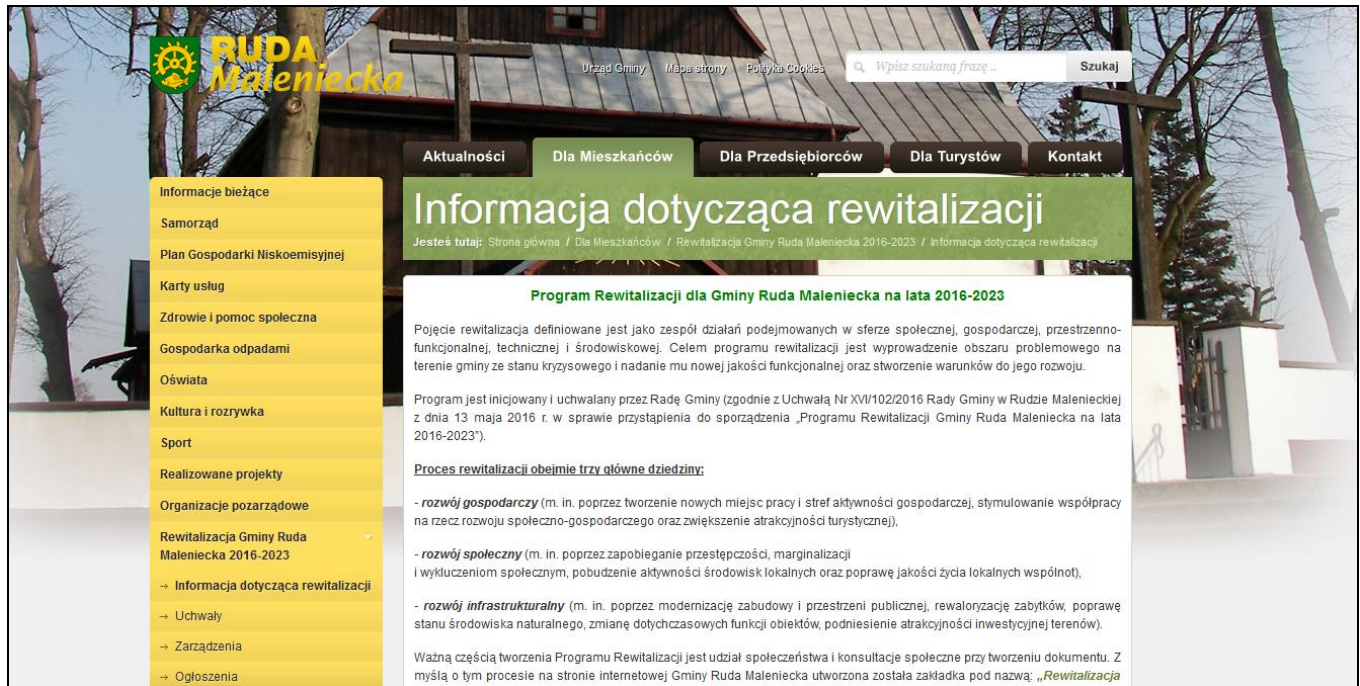 RUDA
Maleniecka
Urząd Gminy Mapa strony Polityka Cookies Wpisz szukaną frazę .. Szukaj
Aktualności Dla Mieszkańców Dla Przedsiębiorców Dla Turystów Kontakt
Informacja dotycząca rewitalizacji
Jesteś tutaj: Strona główna / Dla Mieszkańców / Rewitalizacja Gminy Ruda Maleniecka 2016-2023 / Informacja dotycząca rewitalizacji
Informacje bieżące
Samorząd
Plan Gospodarki Niskoemisyjnej
Karty usług
Zdrowie i pomoc społeczna
Gospodarka odpadami
Oświata
Kultura i rozrywka
Sport
Realizowane projekty
Organizacje pozarządowe
Rewitalizacja Gminy Ruda
Maleniecka 2016-2023
→ Informacja dotycząca rewitalizacji
→ Uchwały
→ Zarządzenia
→ Ogłoszenia
Program Rewitalizacji dla Gminy Ruda Maleniecka na lata 2016-2023
Pojęcie rewitalizacja definiowane jest jako zespół działań podejmowanych w sferze społecznej, gospodarczej, przestrzenno-
funkcjonalnej, technicznej i środowiskowej. Celem programu rewitalizacji jest wyprowadzenie obszaru problemowego na
terenie gminy ze stanu kryzysowego i nadanie mu nowej jakości funkcjonalnej oraz stworzenie warunków do jego rozwoju.
Program jest inicjowany i uchwalany przez Radę Gminy (zgodnie z Uchwałą Nr XVI/102/2016 Rady Gminy w Rudzie Malenieckiej
z dnia 13 maja 2016 r. w sprawie przystąpienia do sporządzenia „Programu Rewitalizacji Gminy Ruda Maleniecka na lata
2016-2023”).
Proces rewitalizacji obejmie trzy główne dziedziny:
- rozwój gospodarczy (m. in. poprzez tworzenie nowych miejsc pracy i stref aktywności gospodarczej, stymulowanie współpracy
na rzecz rozwoju społeczno-gospodarczego oraz zwiększenie atrakcyjności turystycznej),
- rozwój społeczny (m. in. poprzez zapobieganie przestępczości, marginalizacji
i wykluczeniom społecznym, pobudzenie aktywności środowisk lokalnych oraz poprawę jakości życia lokalnych wspólnot),
- rozwój infrastrukturalny (m. in. poprzez modernizację zabudowy i przestrzeni publicznej, rewaloryzację zabytków, poprawę
stanu środowiska naturalnego, zmianę dotychczasowych funkcji obiektów, podniesienie atrakcyjności inwestycyjnej terenów).
Ważną częścią tworzenia Programu Rewitalizacji jest udział społeczeństwa i konsultacje społeczne przy tworzeniu dokumentu. Z
myślą o tym procesie na stronie internetowej Gminy Ruda Maleniecka utworzona została zakładka pod nazwą: „Rewitalizacja